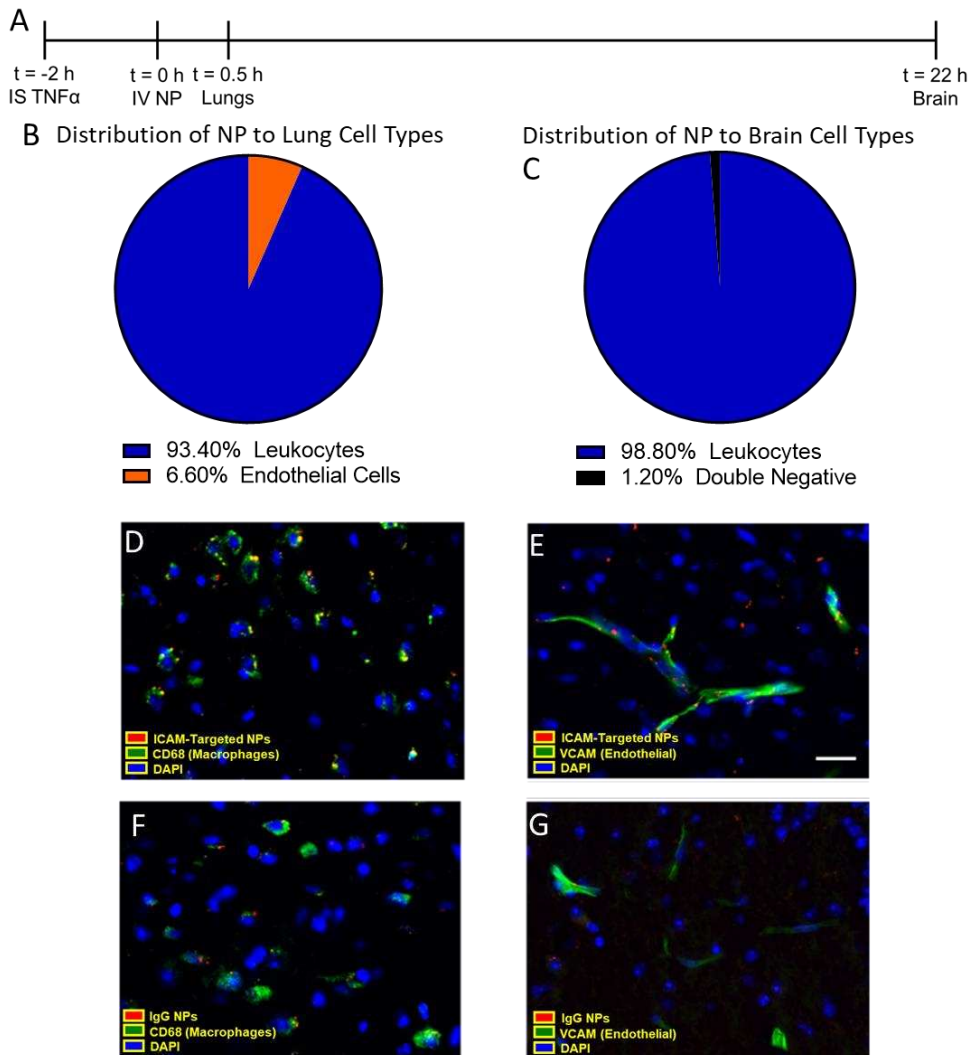 A
t = -2 h
IS TNFα
t = 0 h
IV NP
t = 0.5 h
Lungs
t = 22 h
Brain
B
Distribution of NP to Lung Cell Types
93.40% Leukocytes
6.60% Endothelial Cells
Distribution of NP to Brain Cell Types
C
98.80% Leukocytes
1.20% Double Negative
D
ICAM-Targeted NPs
CD68 (Macrophages)
DAPI
E
ICAM-Targeted NPs
VCAM (Endothelial)
DAPI
F
IgG NPs
CD68 (Macrophages)
DAPI
G
IgG NPs
VCAM (Endothelial)
DAPI